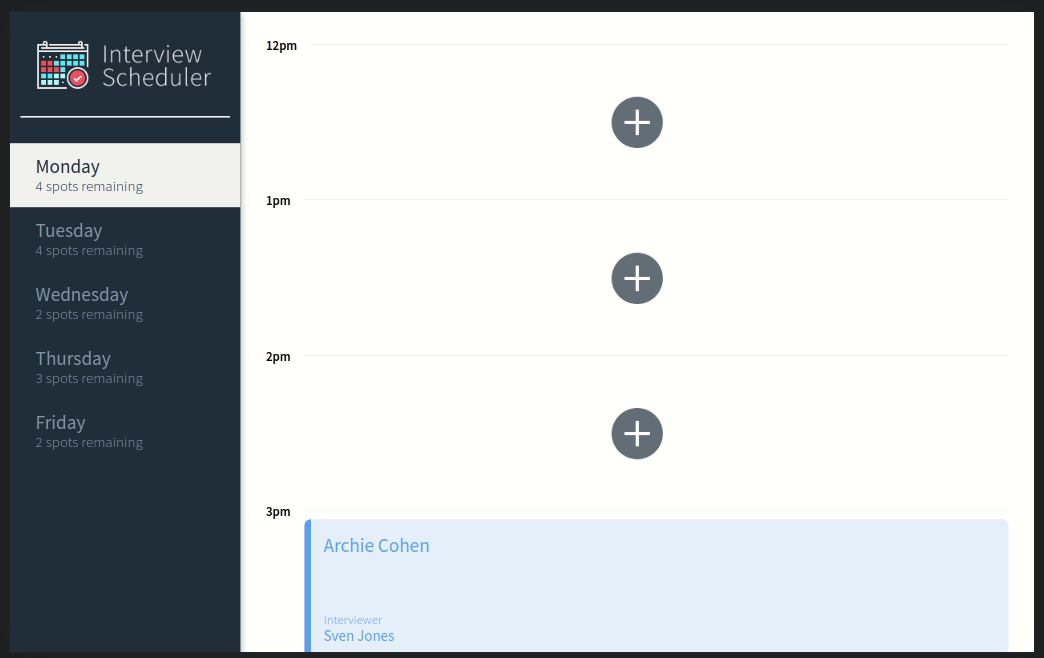 Interview
Scheduler
Monday
4 spots remaining
Tuesday
4 spots remaining
Wednesday
2 spots remaining
Thursday
3 spots remaining
Friday
2 spots remaining
12pm
1pm
2pm
3pm
Archie Cohen
Interviewer
Sven Jones